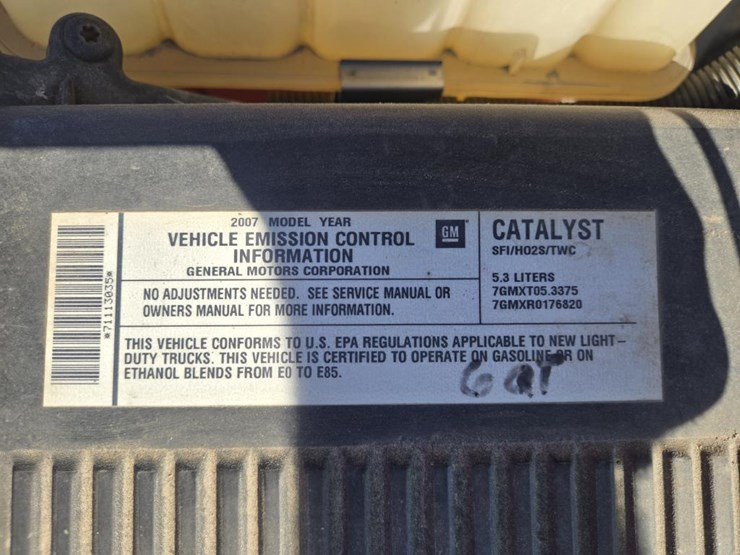 2007 MODEL YEAR
VEHICLE EMISSION CONTROL
INFORMATION
GENERAL MOTORS CORPORATION
GM
CATALYST
SFI/HO2S/TWC
5.3 LITERS
7GMXT05.3375
7GMXR0176820
NO ADJUSTMENTS NEEDED. SEE SERVICE MANUAL OR
OWNERS MANUAL FOR MORE INFORMATION.
THIS VEHICLE CONFORMS TO U.S. EPA REGULATIONS APPLICABLE TO NEW LIGHT-
DUTY TRUCKS. THIS VEHICLE IS CERTIFIED TO OPERATE ON GASOLINE OR ON
ETHANOL BLENDS FROM E0 TO E85.
6 QT
*71113035*